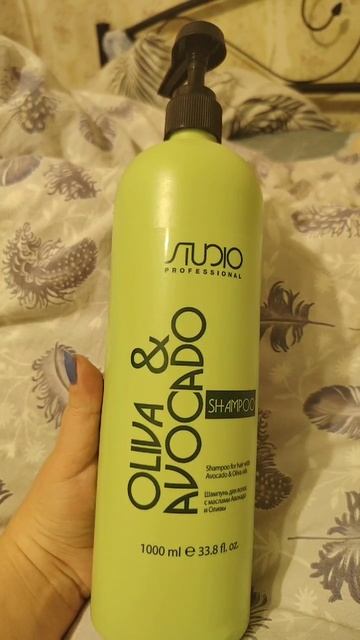 STUDIO
PROFESSIONAL
OLIVA &
AVOCADO
SHAMPOO
Shampoo for hair with
Avocado & Oliva oils
Шампунь для волос
с маслами Авокадо
и Оливы
1000 ml ℮ 33.8 fl. oz.